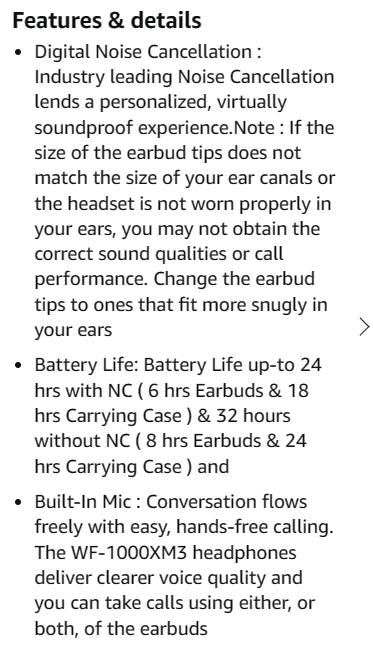 Features & details
• Digital Noise Cancellation :
Industry leading Noise Cancellation
lends a personalized, virtually
soundproof experience.Note : If the
size of the earbud tips does not
match the size of your ear canals or
the headset is not worn properly in
your ears, you may not obtain the
correct sound qualities or call
performance. Change the earbud
tips to ones that fit more snugly in
your ears
• Battery Life: Battery Life up-to 24
hrs with NC ( 6 hrs Earbuds & 18
hrs Carrying Case ) & 32 hours
without NC ( 8 hrs Earbuds & 24
hrs Carrying Case ) and
• Built-In Mic : Conversation flows
freely with easy, hands-free calling.
The WF-1000XM3 headphones
deliver clearer voice quality and
you can take calls using either, or
both, of the earbuds